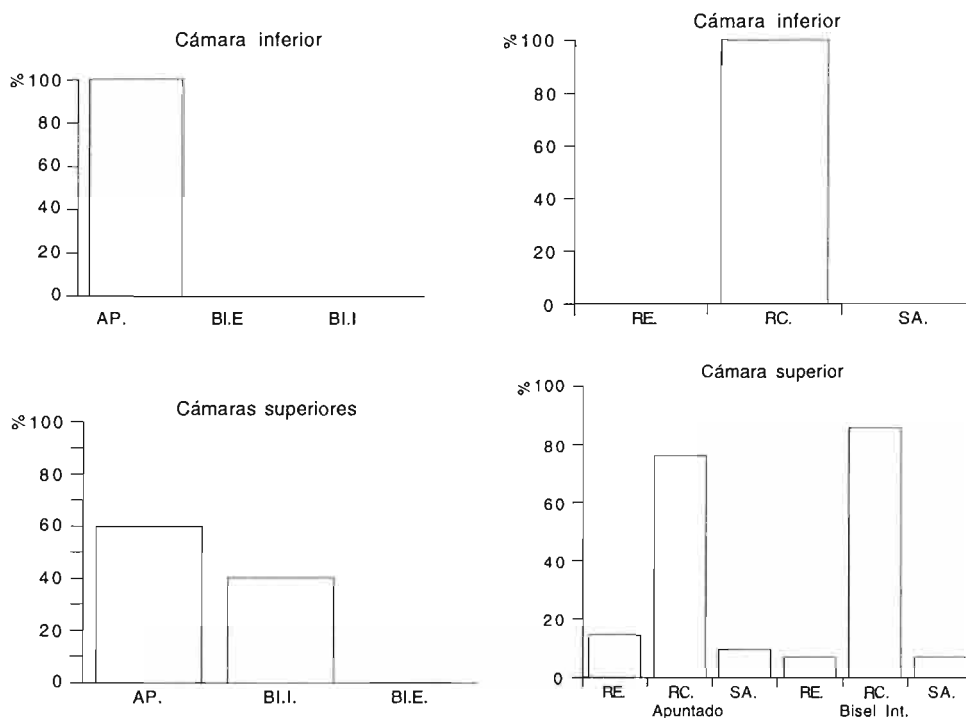 Cámara inferior
% 100
80
60
40
20
0
AP. BI.E BI.I
Cámara inferior
% 100
80
60
40
20
0
RE. RC. SA.
Cámaras superiores
% 100
80
60
40
20
0
AP. BI.I. BI.E.
Cámara superior
% 100
80
60
40
20
0
RE. RC. SA. RE. RC. SA.
Apuntado Bisel Int.